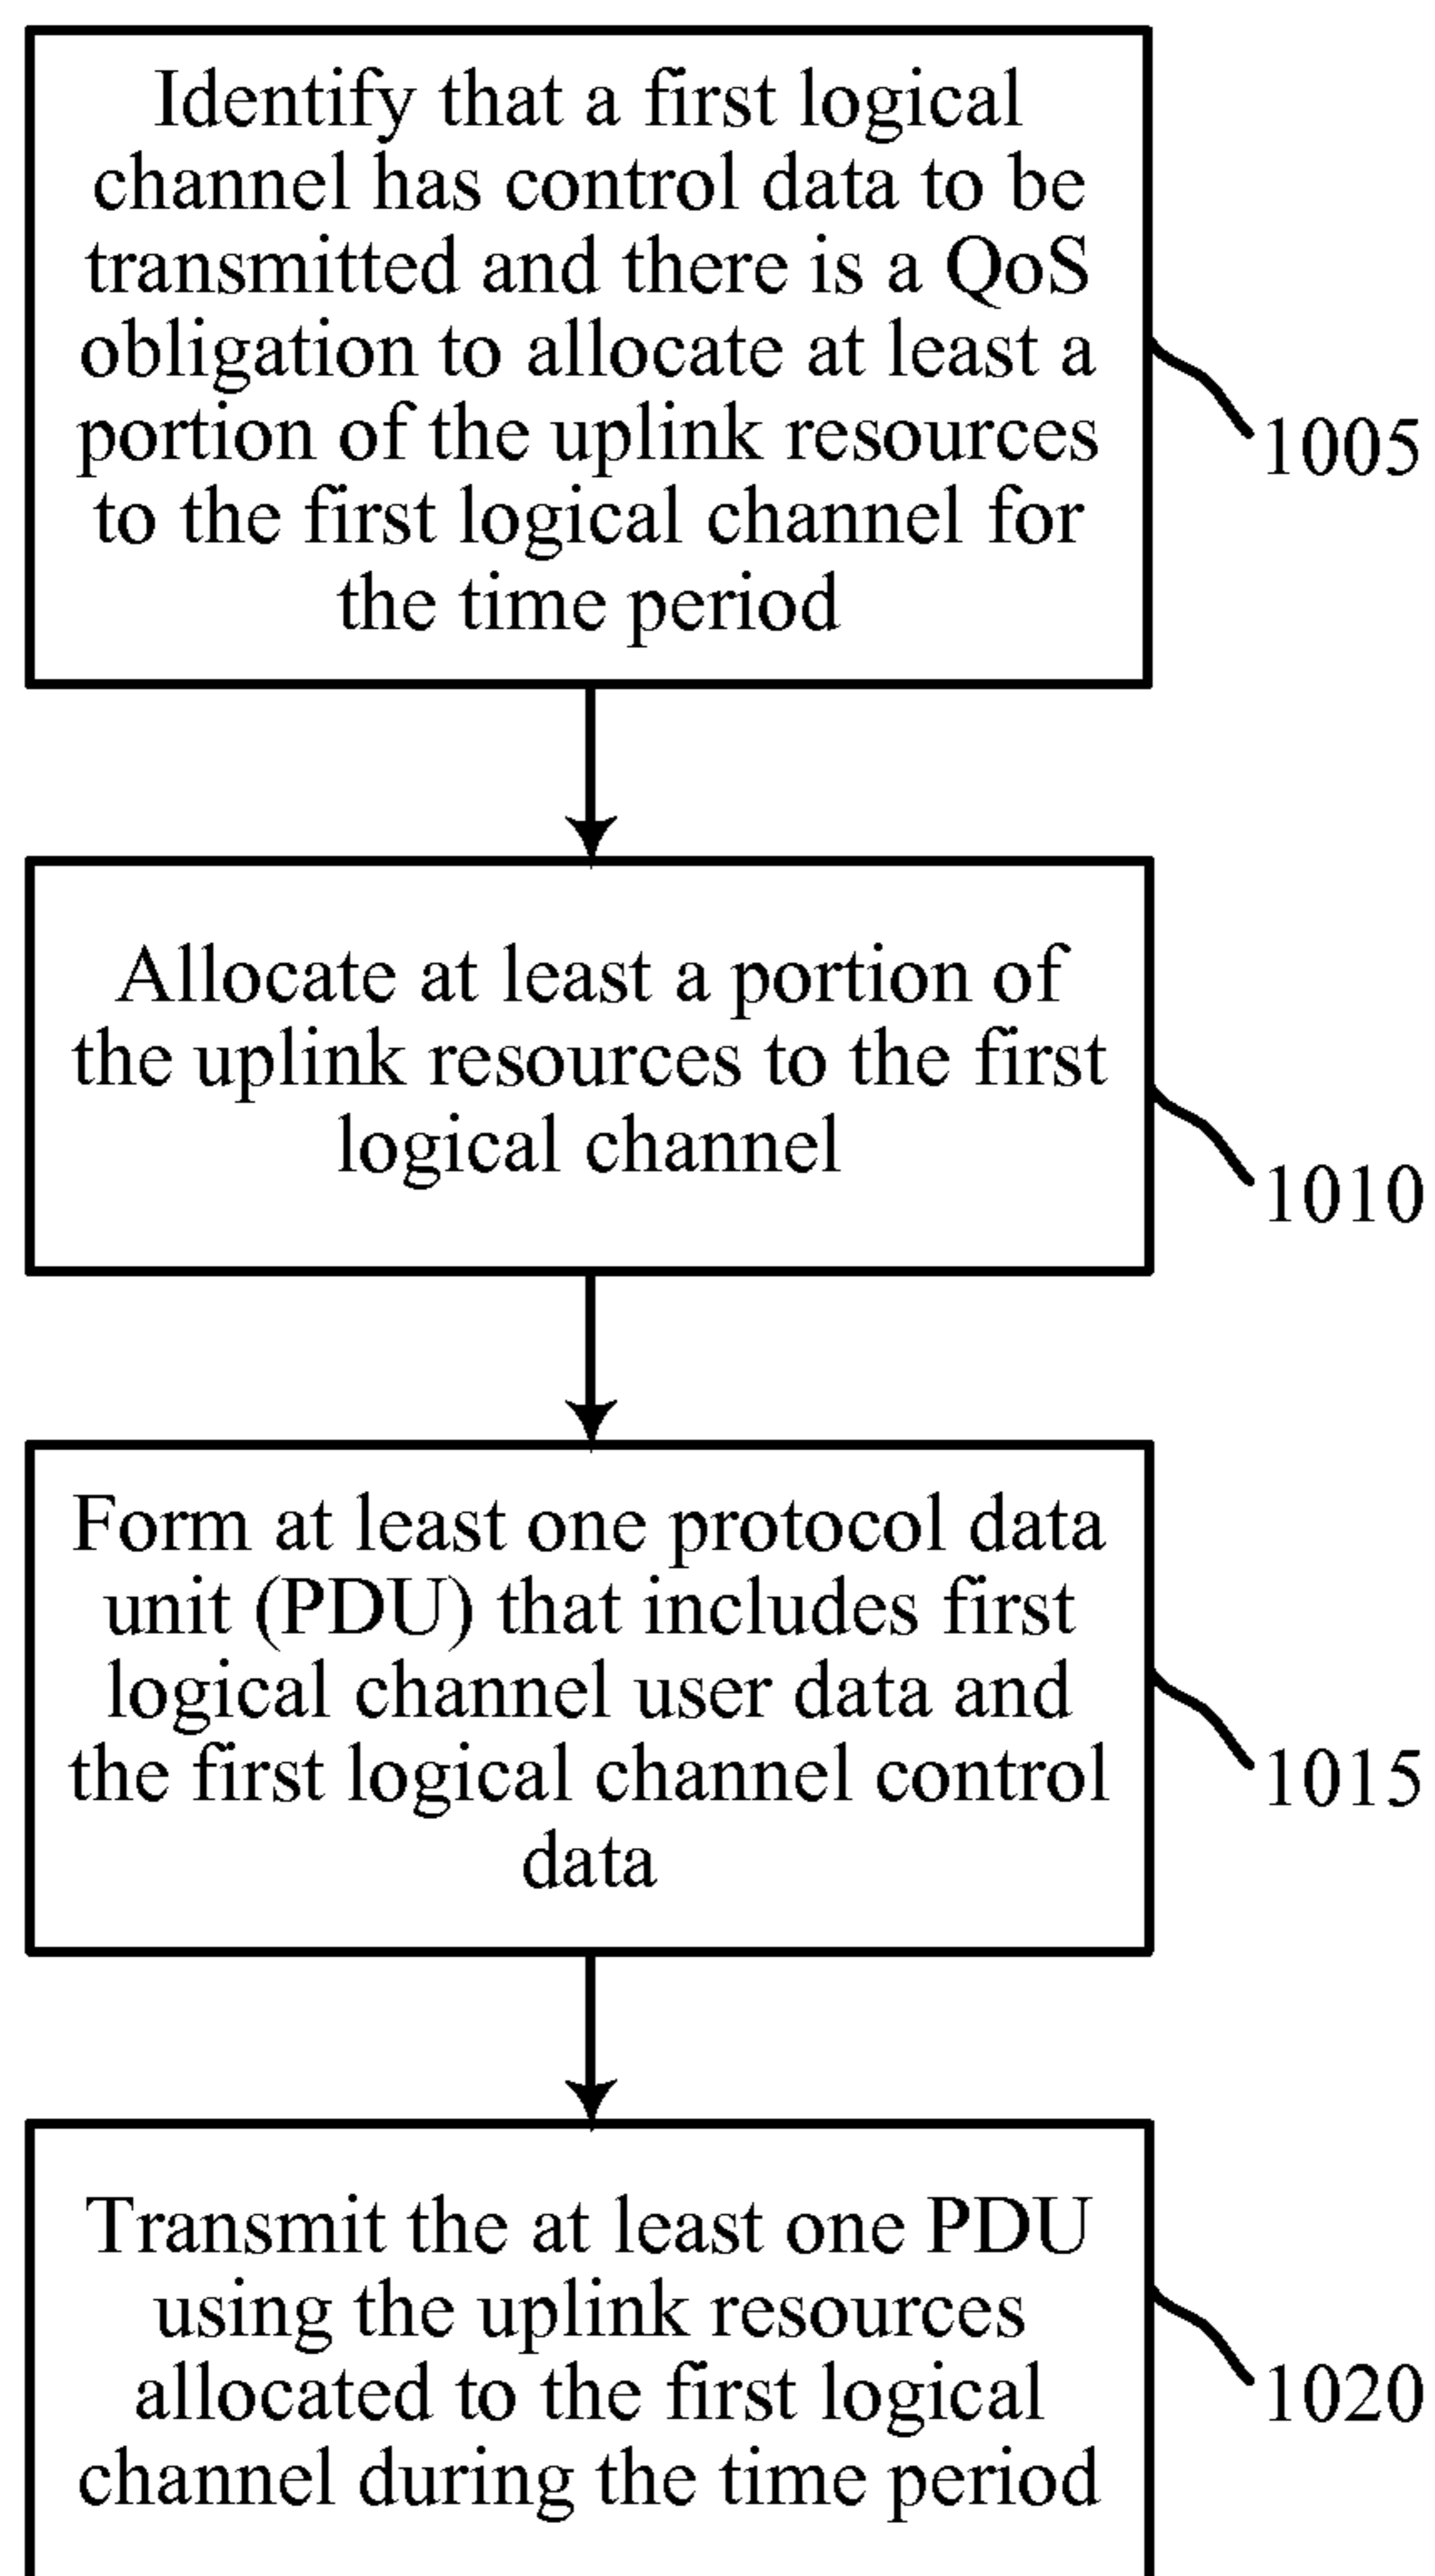 Identify that a first logical
channel has control data to be
transmitted and there is a QoS
obligation to allocate at least a
portion of the uplink resources
to the first logical channel for
the time period
1005
Allocate at least a portion of
the uplink resources to the first
logical channel
1010
Form at least one protocol data
unit (PDU) that includes first
logical channel user data and
the first logical channel control
data
1015
Transmit the at least one PDU
using the uplink resources
allocated to the first logical
channel during the time period
1020